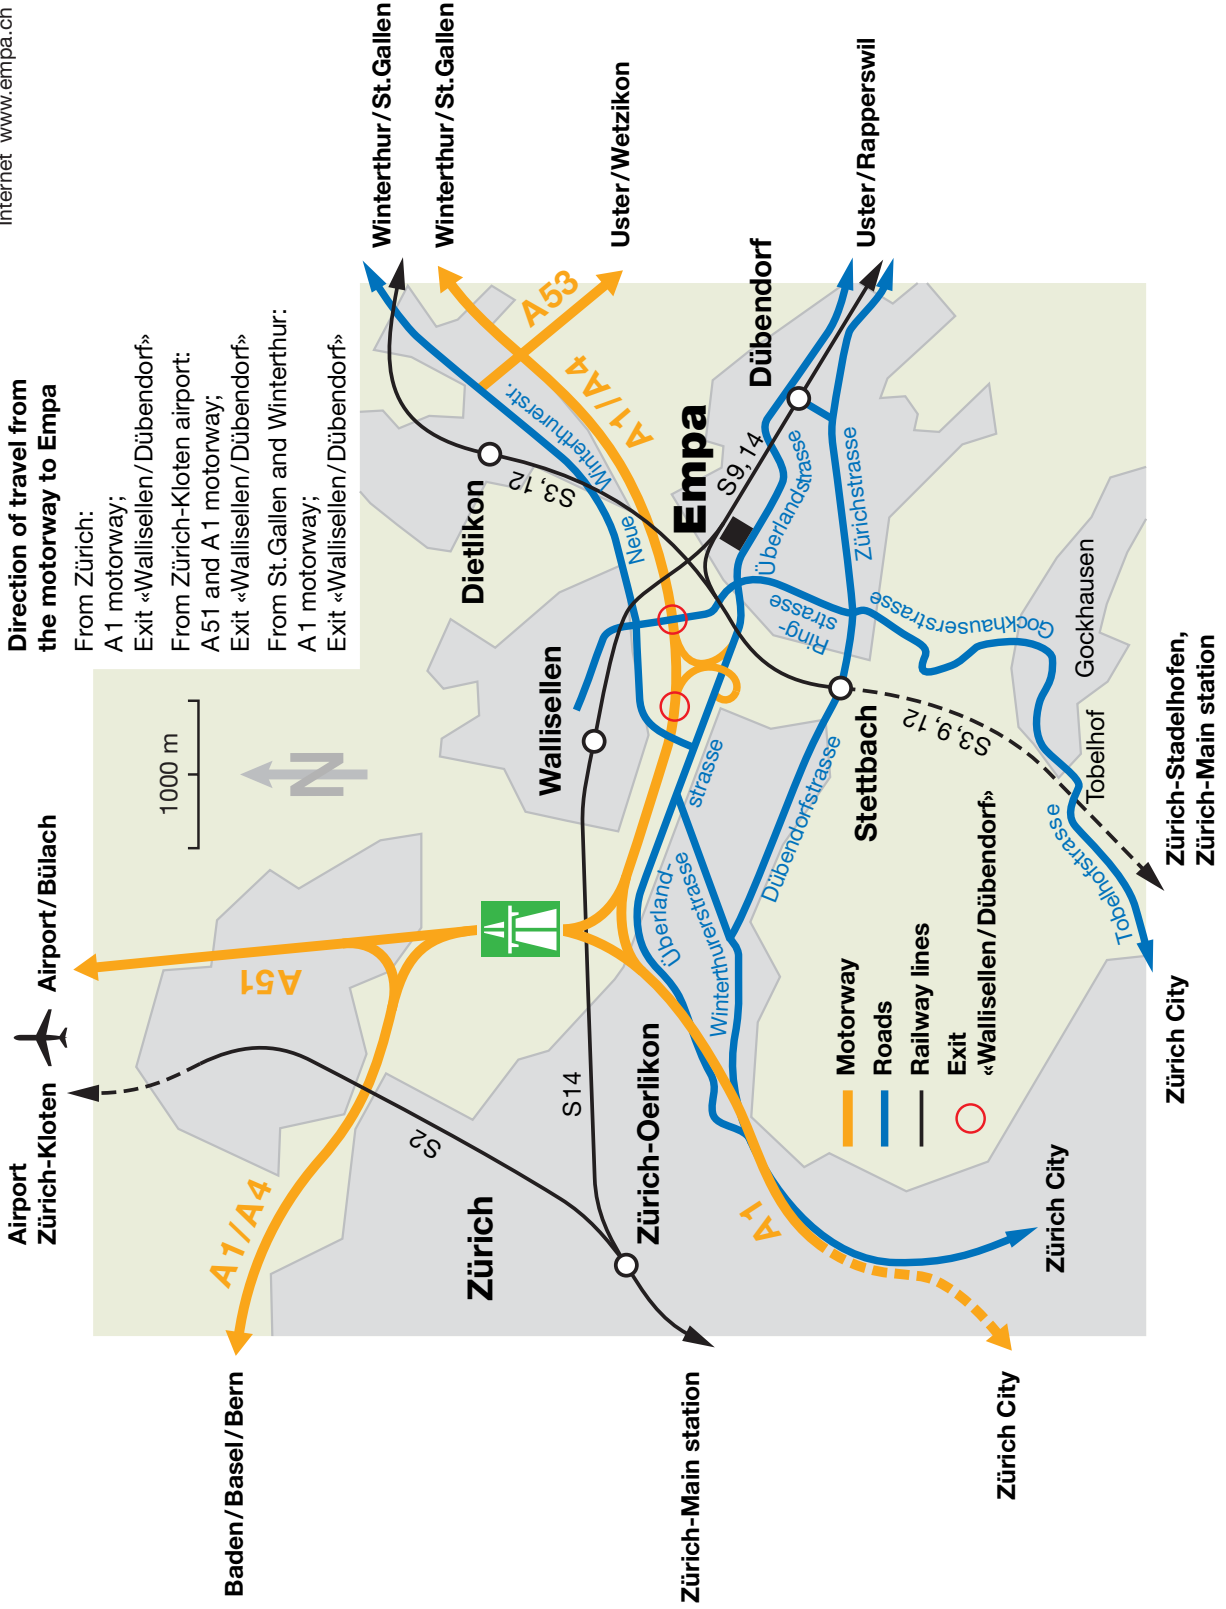 Internet www.empa.ch
Direction of travel from
the motorway to Empa
From Zürich:
A1 motorway;
Exit «Wallisellen/Dübendorf»
From Zürich-Kloten airport:
A51 and A1 motorway;
Exit «Wallisellen/Dübendorf»
From St.Gallen and Winterthur:
A1 motorway;
Exit «Wallisellen/Dübendorf»
Airport
Zürich-Kloten
Airport/Bülach
1000 m
N
Winterthur/St.Gallen
Winterthur/St.Gallen
Uster/Wetzikon
Uster/Rapperswil
Baden/Basel/Bern
A1/A4
A51
S2
A53
A1/A4
Neue
Winterthurerstr.
Dietlikon
S3,12
Wallisellen
Zürich
S14
Zürich-Oerlikon
Empa
S9,14
Dübendorf
Überland-
strasse
Winterthurerstrasse
Überlandstrasse
Ring-
strasse
Zürichstrasse
Dübendorfstrasse
Stettbach
S3,9,12
Gockhauserstrasse
Gockhausen
Tobelhof
Tobelhofstrasse
A1
Motorway
Roads
Railway lines
Exit
«Wallisellen/Dübendorf»
Zürich-Main station
Zürich City
Zürich City
Zürich City
Zürich-Stadelhofen,
Zürich-Main station